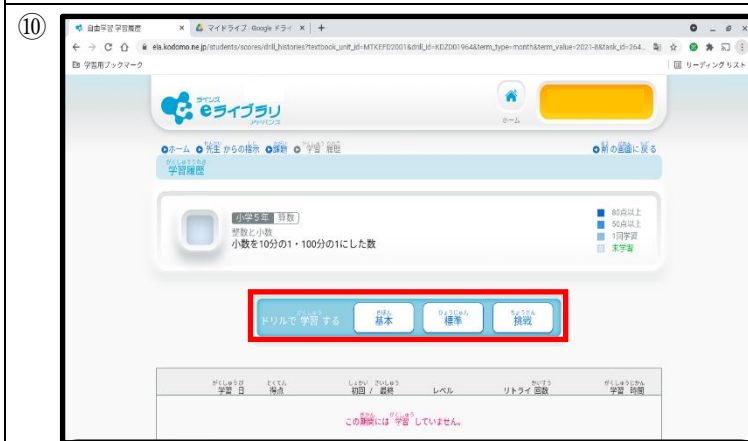 ⑩
自由学習 学習履歴 × マイドライブ - Google ドライ × +
ela.kodomo.ne.jp/students/scores/drill_histories?textbook_unit_id=MTKEFD2001&drill_id=KDZD01964&term_type=month&term_value=2021-8&task_id=264...
学習用ブックマーク リーディングリスト
ラインズ
eライブラリ
アドバンス
ホーム
ホーム 先生からの指示 課題 学習履歴 前の画面に戻る
学習履歴
小学5年 算数
整数と小数
小数を10分の1・100分の1にした数
80点以上
50点以上
1回学習
未学習
ドリルで学習する 基本 標準 挑戦
学習日 得点 初回 / 最終 レベル リトライ回数 学習時間
この期間には学習していません。